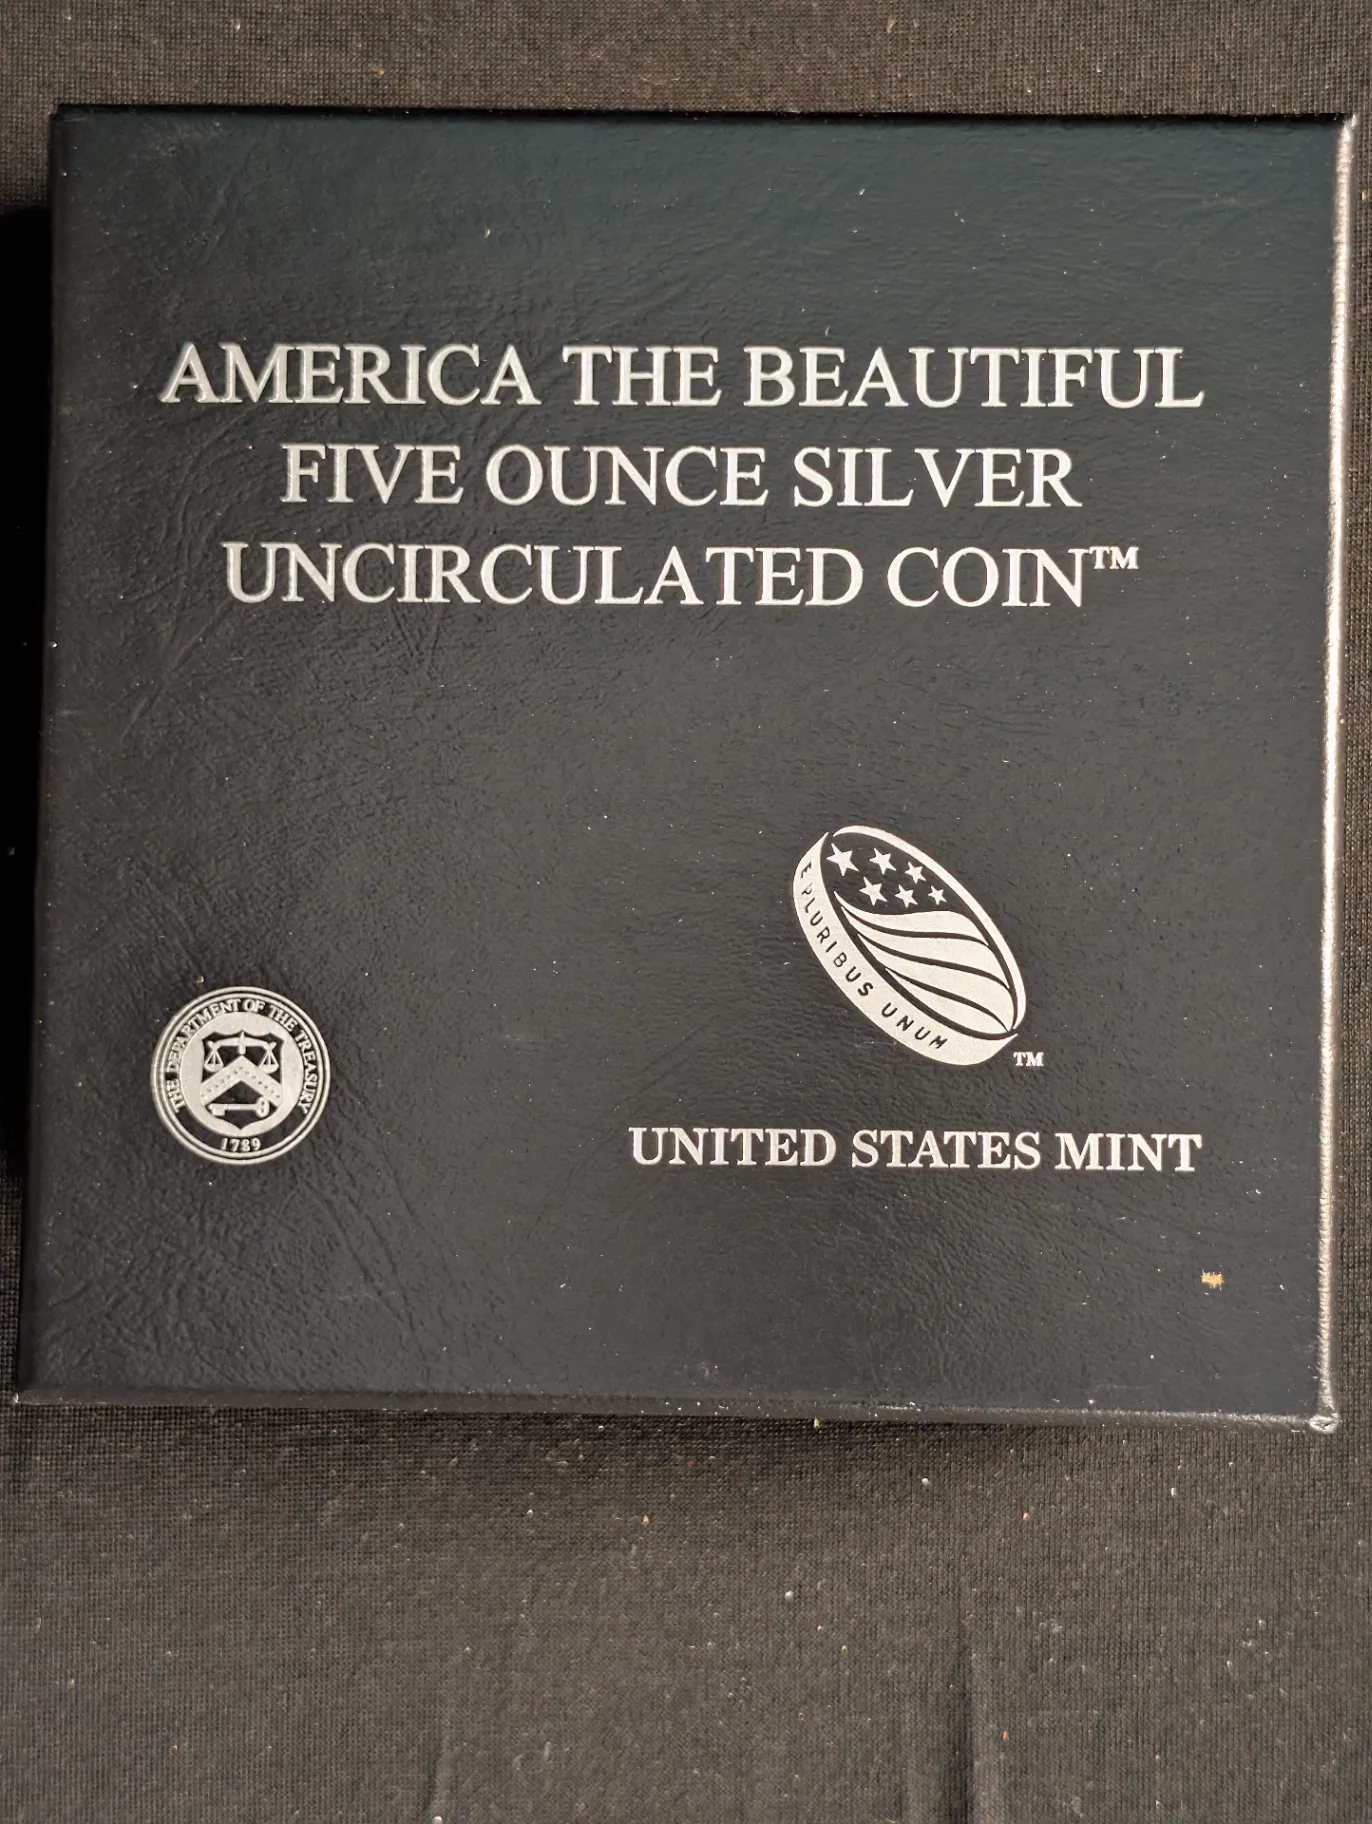 AMERICA THE BEAUTIFUL
FIVE OUNCE SILVER
UNCIRCULATED COIN™
E PLURIBUS UNUM
TM
THE DEPARTMENT OF THE TREASURY
1789
UNITED STATES MINT